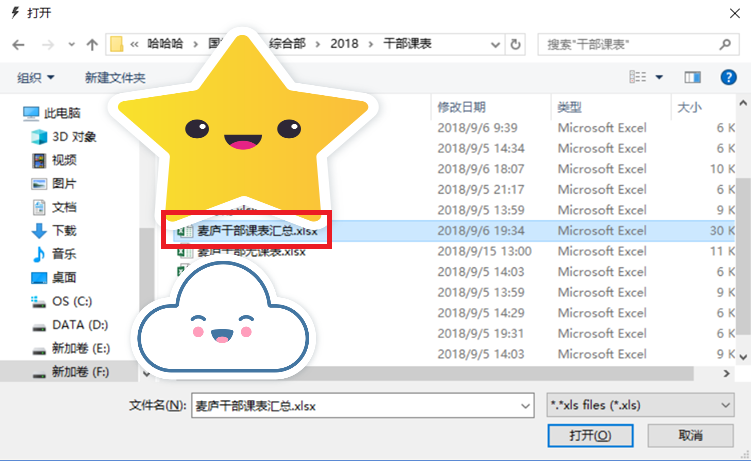 打开
哈哈哈 综合部 2018 干部课表 搜索"干部课表"
组织 新建文件夹
修改日期 类型 大小
此电脑
3D 对象
视频
图片
文档
下载
音乐
桌面
OS (C:)
DATA (D:)
新加卷 (E:)
新加卷 (F:)
2018/9/6 9:39 Microsoft Excel 6 K
2018/9/5 14:34 Microsoft Excel 6 K
2018/9/6 18:07 Microsoft Excel 10 K
2018/9/5 21:17 Microsoft Excel 6 K
2018/9/5 13:59 Microsoft Excel 9 K
麦庐干部课表汇总.xlsx 2018/9/6 19:34 Microsoft Excel 30 K
麦庐干部无课表.xlsx 2018/9/15 13:00 Microsoft Excel 11 K
2018/9/5 14:03 Microsoft Excel 6 K
2018/9/5 13:59 Microsoft Excel 9 K
2018/9/5 14:29 Microsoft Excel 6 K
2018/9/5 19:31 Microsoft Excel 6 K
2018/9/5 14:03 Microsoft Excel 9 K
文件名(N): 麦庐干部课表汇总.xlsx *.*xls files (*.xls)
打开(O) 取消